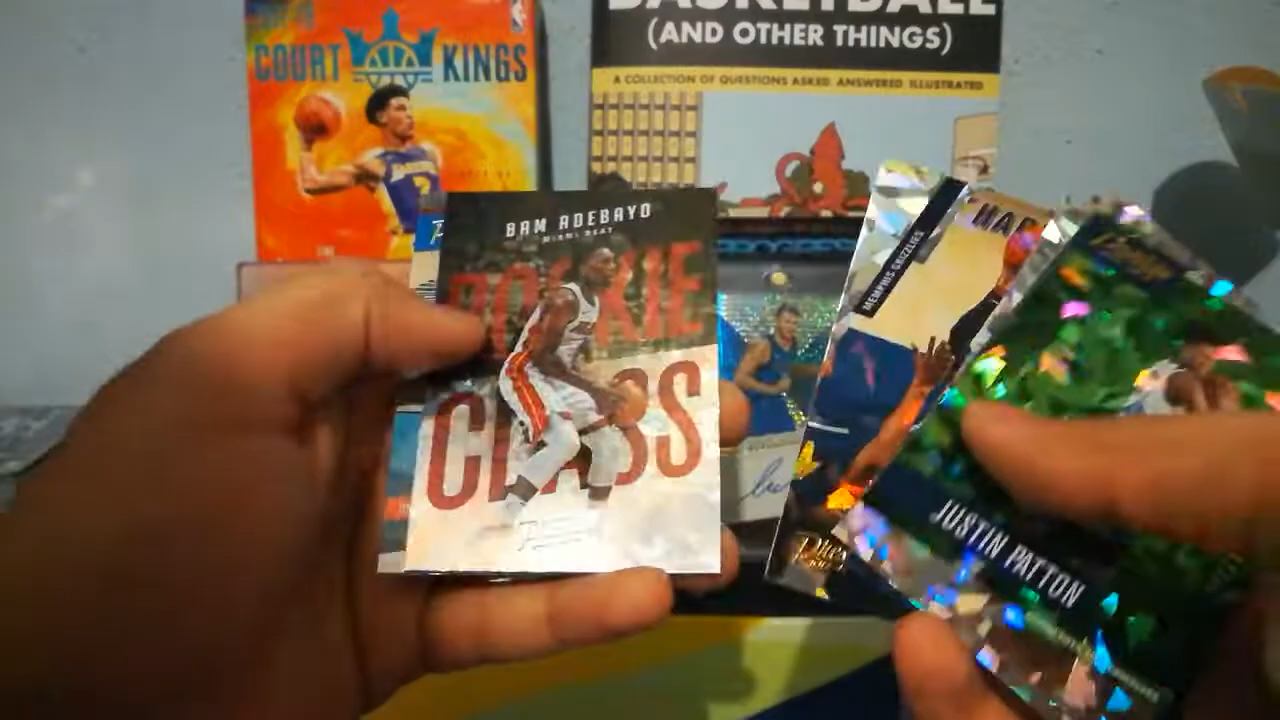 COURT KINGS
BASKETBALL
(AND OTHER THINGS)
A COLLECTION OF QUESTIONS ASKED. ANSWERED. ILLUSTRATED
BAM ADEBAYO
MIAMI HEAT
ROOKIE
CLASS
MEMPHIS GRIZZLIES
JUSTIN PATTON